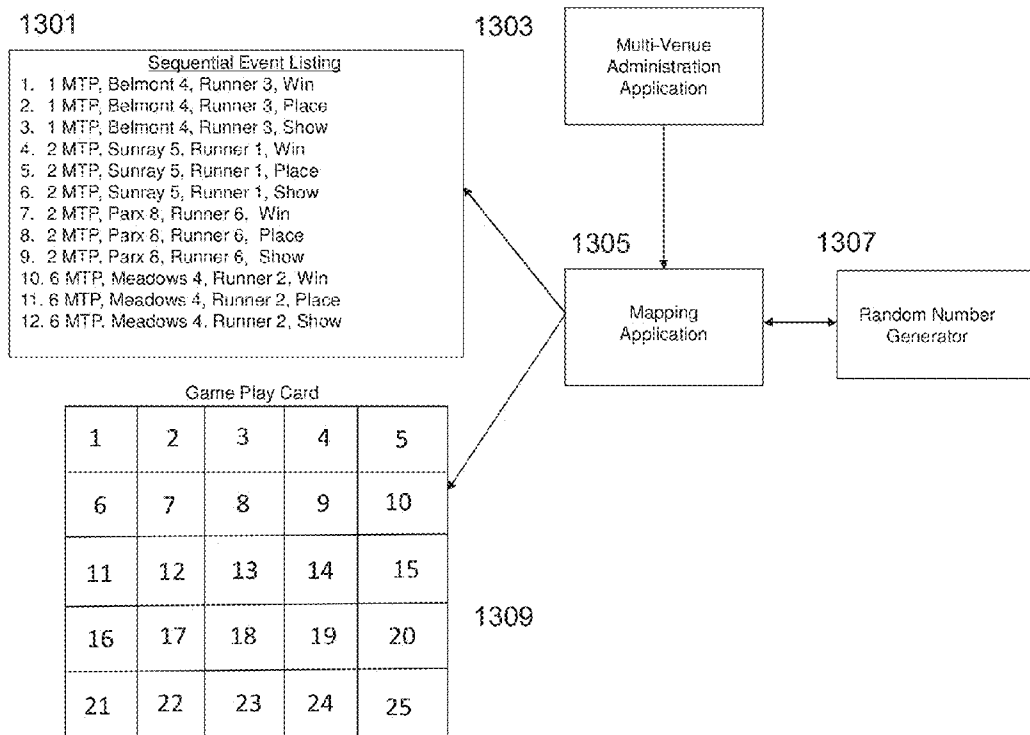 1301
Sequential Event Listing
1. 1 MTP, Belmont 4, Runner 3, Win
2. 1 MTP, Belmont 4, Runner 3, Place
3. 1 MTP, Belmont 4, Runner 3, Show
4. 2 MTP, Sunray 5, Runner 1, Win
5. 2 MTP, Sunray 5, Runner 1, Place
6. 2 MTP, Sunray 5, Runner 1, Show
7. 2 MTP, Parx 8, Runner 6, Win
8. 2 MTP, Parx 8, Runner 6, Place
9. 2 MTP, Parx 8, Runner 6, Show
10. 6 MTP, Meadows 4, Runner 2, Win
11. 6 MTP, Meadows 4, Runner 2, Place
12. 6 MTP, Meadows 4, Runner 2, Show
1303
Multi-Venue
Administration
Application
1305
Mapping
Application
1307
Random Number
Generator
Game Play Card
1 2 3 4 5
6 7 8 9 10
11 12 13 14 15
16 17 18 19 20
21 22 23 24 25
1309